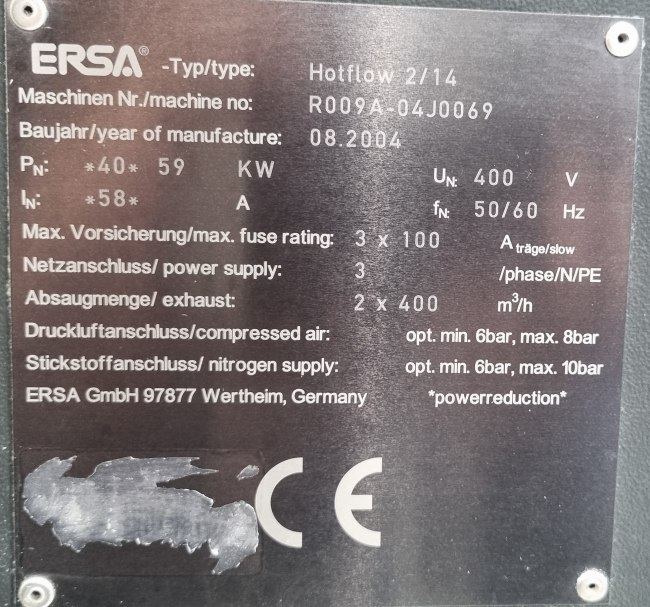 ERSA® -Typ/type: Hotflow 2/14
Maschinen Nr./machine no: R009A-04J0069
Baujahr/year of manufacture: 08.2004
PN: *40* 59 KW UN: 400 V
IN: *58* A fN: 50/60 Hz
Max. Vorsicherung/max. fuse rating: 3 x 100 A träge/slow
Netzanschluss/ power supply: 3 /phase/N/PE
Absaugmenge/ exhaust: 2 x 400 m³/h
Druckluftanschluss/compressed air: opt. min. 6bar, max. 8bar
Stickstoffanschluss/ nitrogen supply: opt. min. 6bar, max. 10bar
ERSA GmbH 97877 Wertheim, Germany *powerreduction*
CE